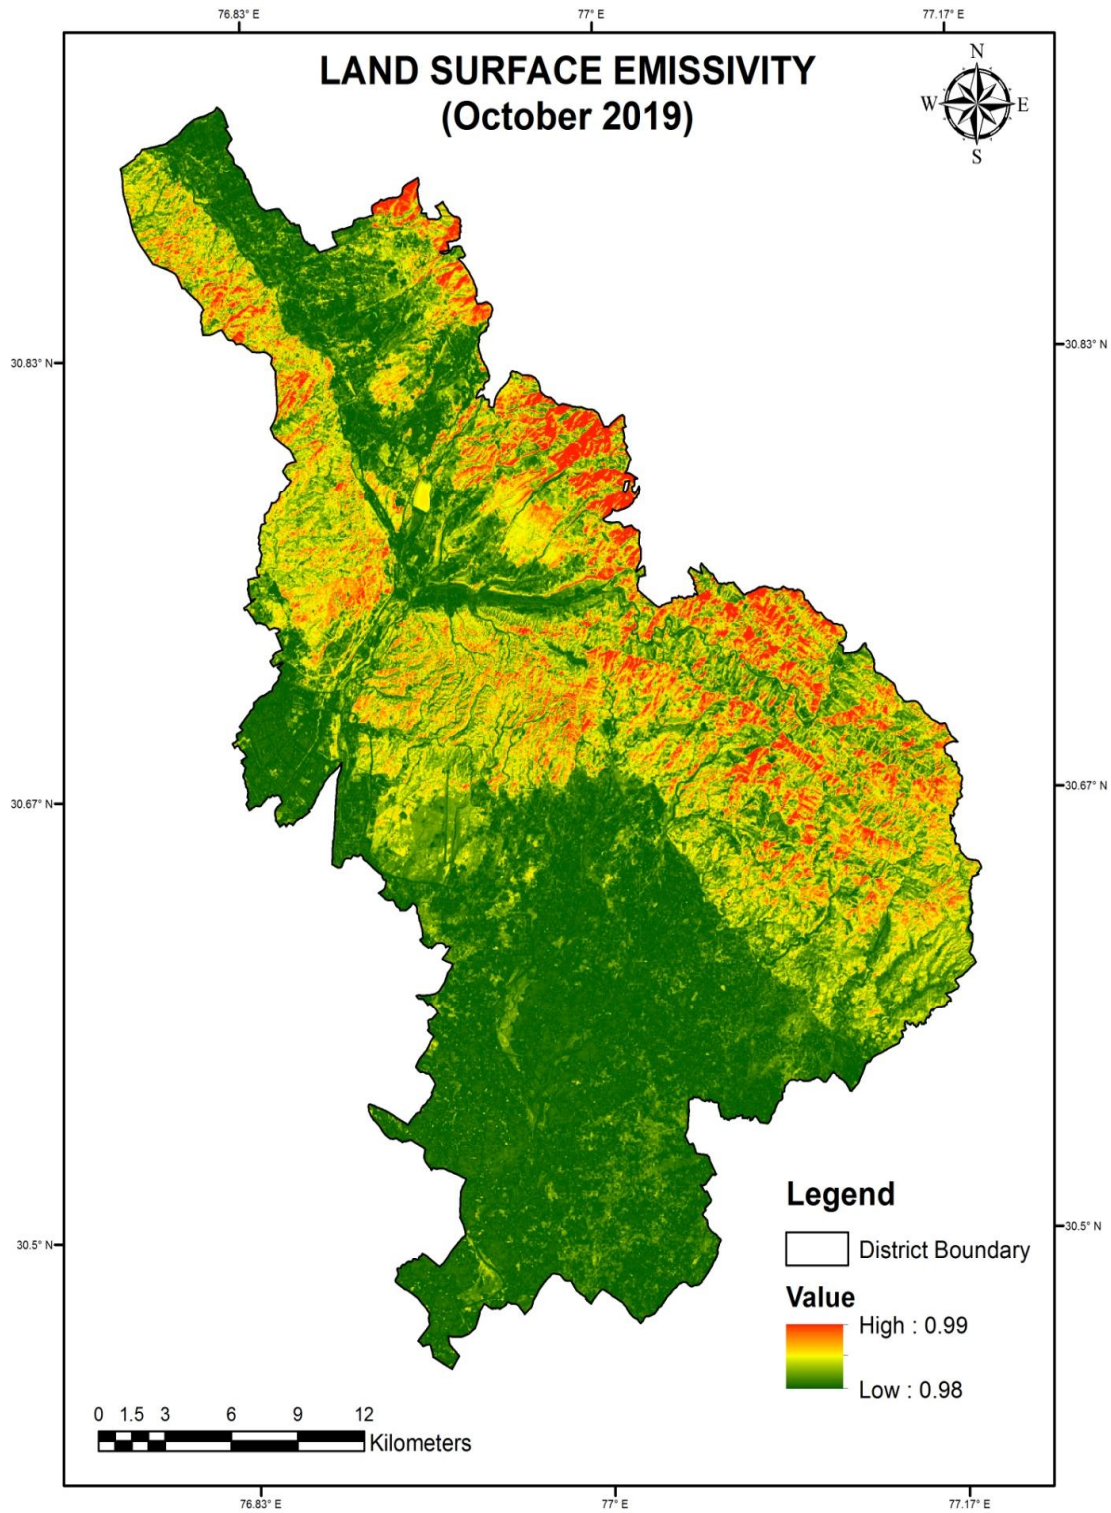 76.83° E 77° E 77.17° E
LAND SURFACE EMISSIVITY
(October 2019)
N
W E
S
30.83° N 30.83° N
30.67° N 30.67° N
30.5° N 30.5° N
Legend
District Boundary
Value
High : 0.99
Low : 0.98
0 1.5 3 6 9 12
Kilometers
76.83° E 77° E 77.17° E